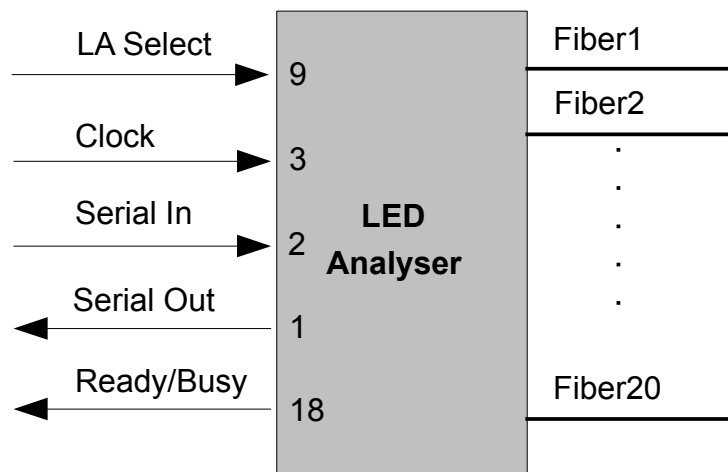 LA Select
9
Clock
3
Serial In
2
Serial Out
1
Ready/Busy
18
LED
Analyser
Fiber1
Fiber2
Fiber20